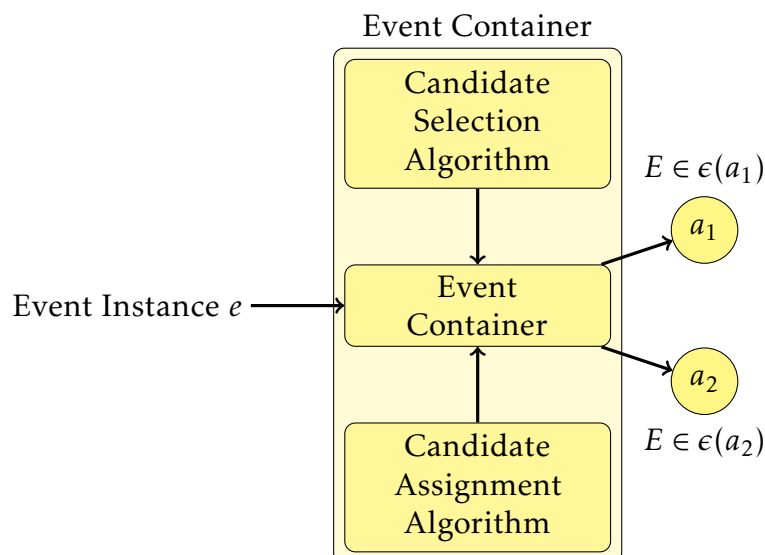 Event Container
Candidate
Selection
Algorithm
E ∈ ϵ(a₁)
a₁
Event Instance e
Event
Container
a₂
E ∈ ϵ(a₂)
Candidate
Assignment
Algorithm